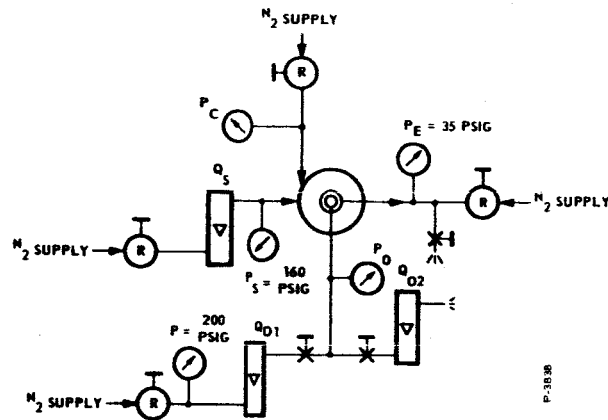 N2 SUPPLY
R
PC
PE = 35 PSIG
QS
R
N2 SUPPLY
N2 SUPPLY
R
PS = 160 PSIG
PO
QO2
P = 200 PSIG
QO1
N2 SUPPLY
R
P-3838